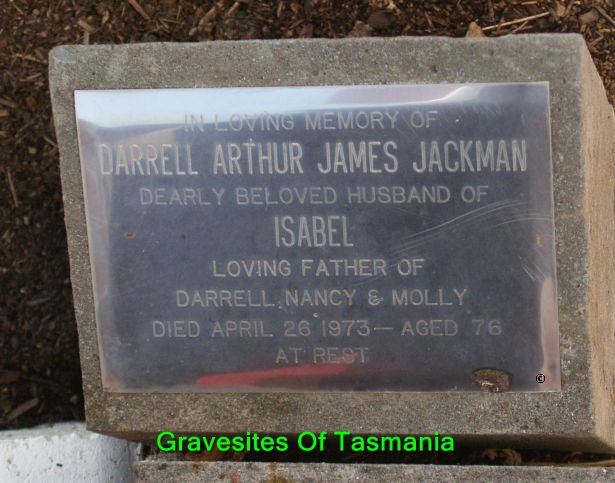 IN LOVING MEMORY OF
DARRELL ARTHUR JAMES JACKMAN
DEARLY BELOVED HUSBAND OF
ISABEL
LOVING FATHER OF
DARRELL, NANCY & MOLLY
DIED APRIL 26 1973 — AGED 76
AT REST
©
Gravesites Of Tasmania